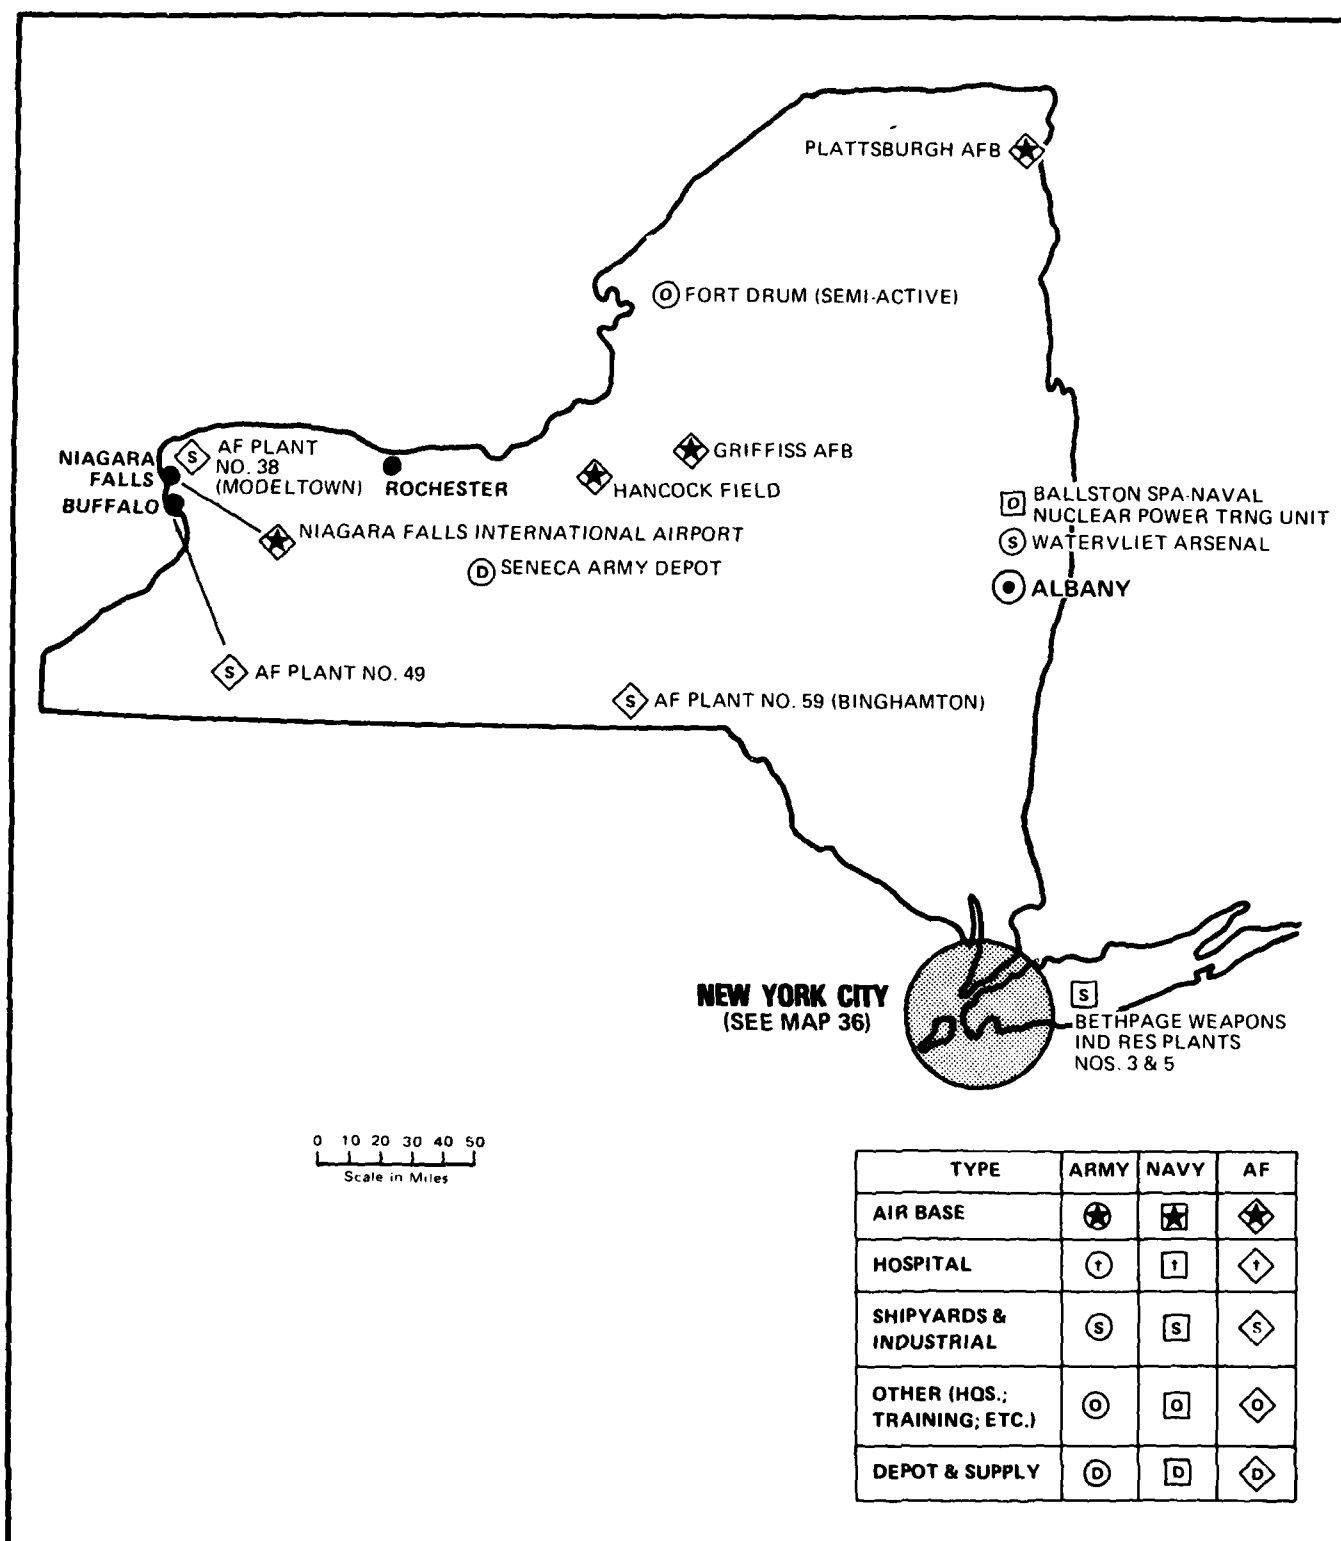 PLATTSBURGH AFB
O FORT DRUM (SEMI-ACTIVE)
NIAGARA
FALLS
BUFFALO
S
AF PLANT
NO. 38
(MODELTOWN)
ROCHESTER
GRIFFISS AFB
HANCOCK FIELD
NIAGARA FALLS INTERNATIONAL AIRPORT
D SENECA ARMY DEPOT
O BALLSTON SPA-NAVAL
NUCLEAR POWER TRNG UNIT
S WATERVLIET ARSENAL
ALBANY
S AF PLANT NO. 49
S AF PLANT NO. 59 (BINGHAMTON)
NEW YORK CITY
(SEE MAP 36)
S
BETHPAGE WEAPONS
IND RES PLANTS
NOS. 3 & 5
0 10 20 30 40 50
Scale in Miles
TYPE ARMY NAVY AF
AIR BASE
HOSPITAL † † †
SHIPYARDS &
INDUSTRIAL S S S
OTHER (HQS.;
TRAINING; ETC.) O O O
DEPOT & SUPPLY D D D